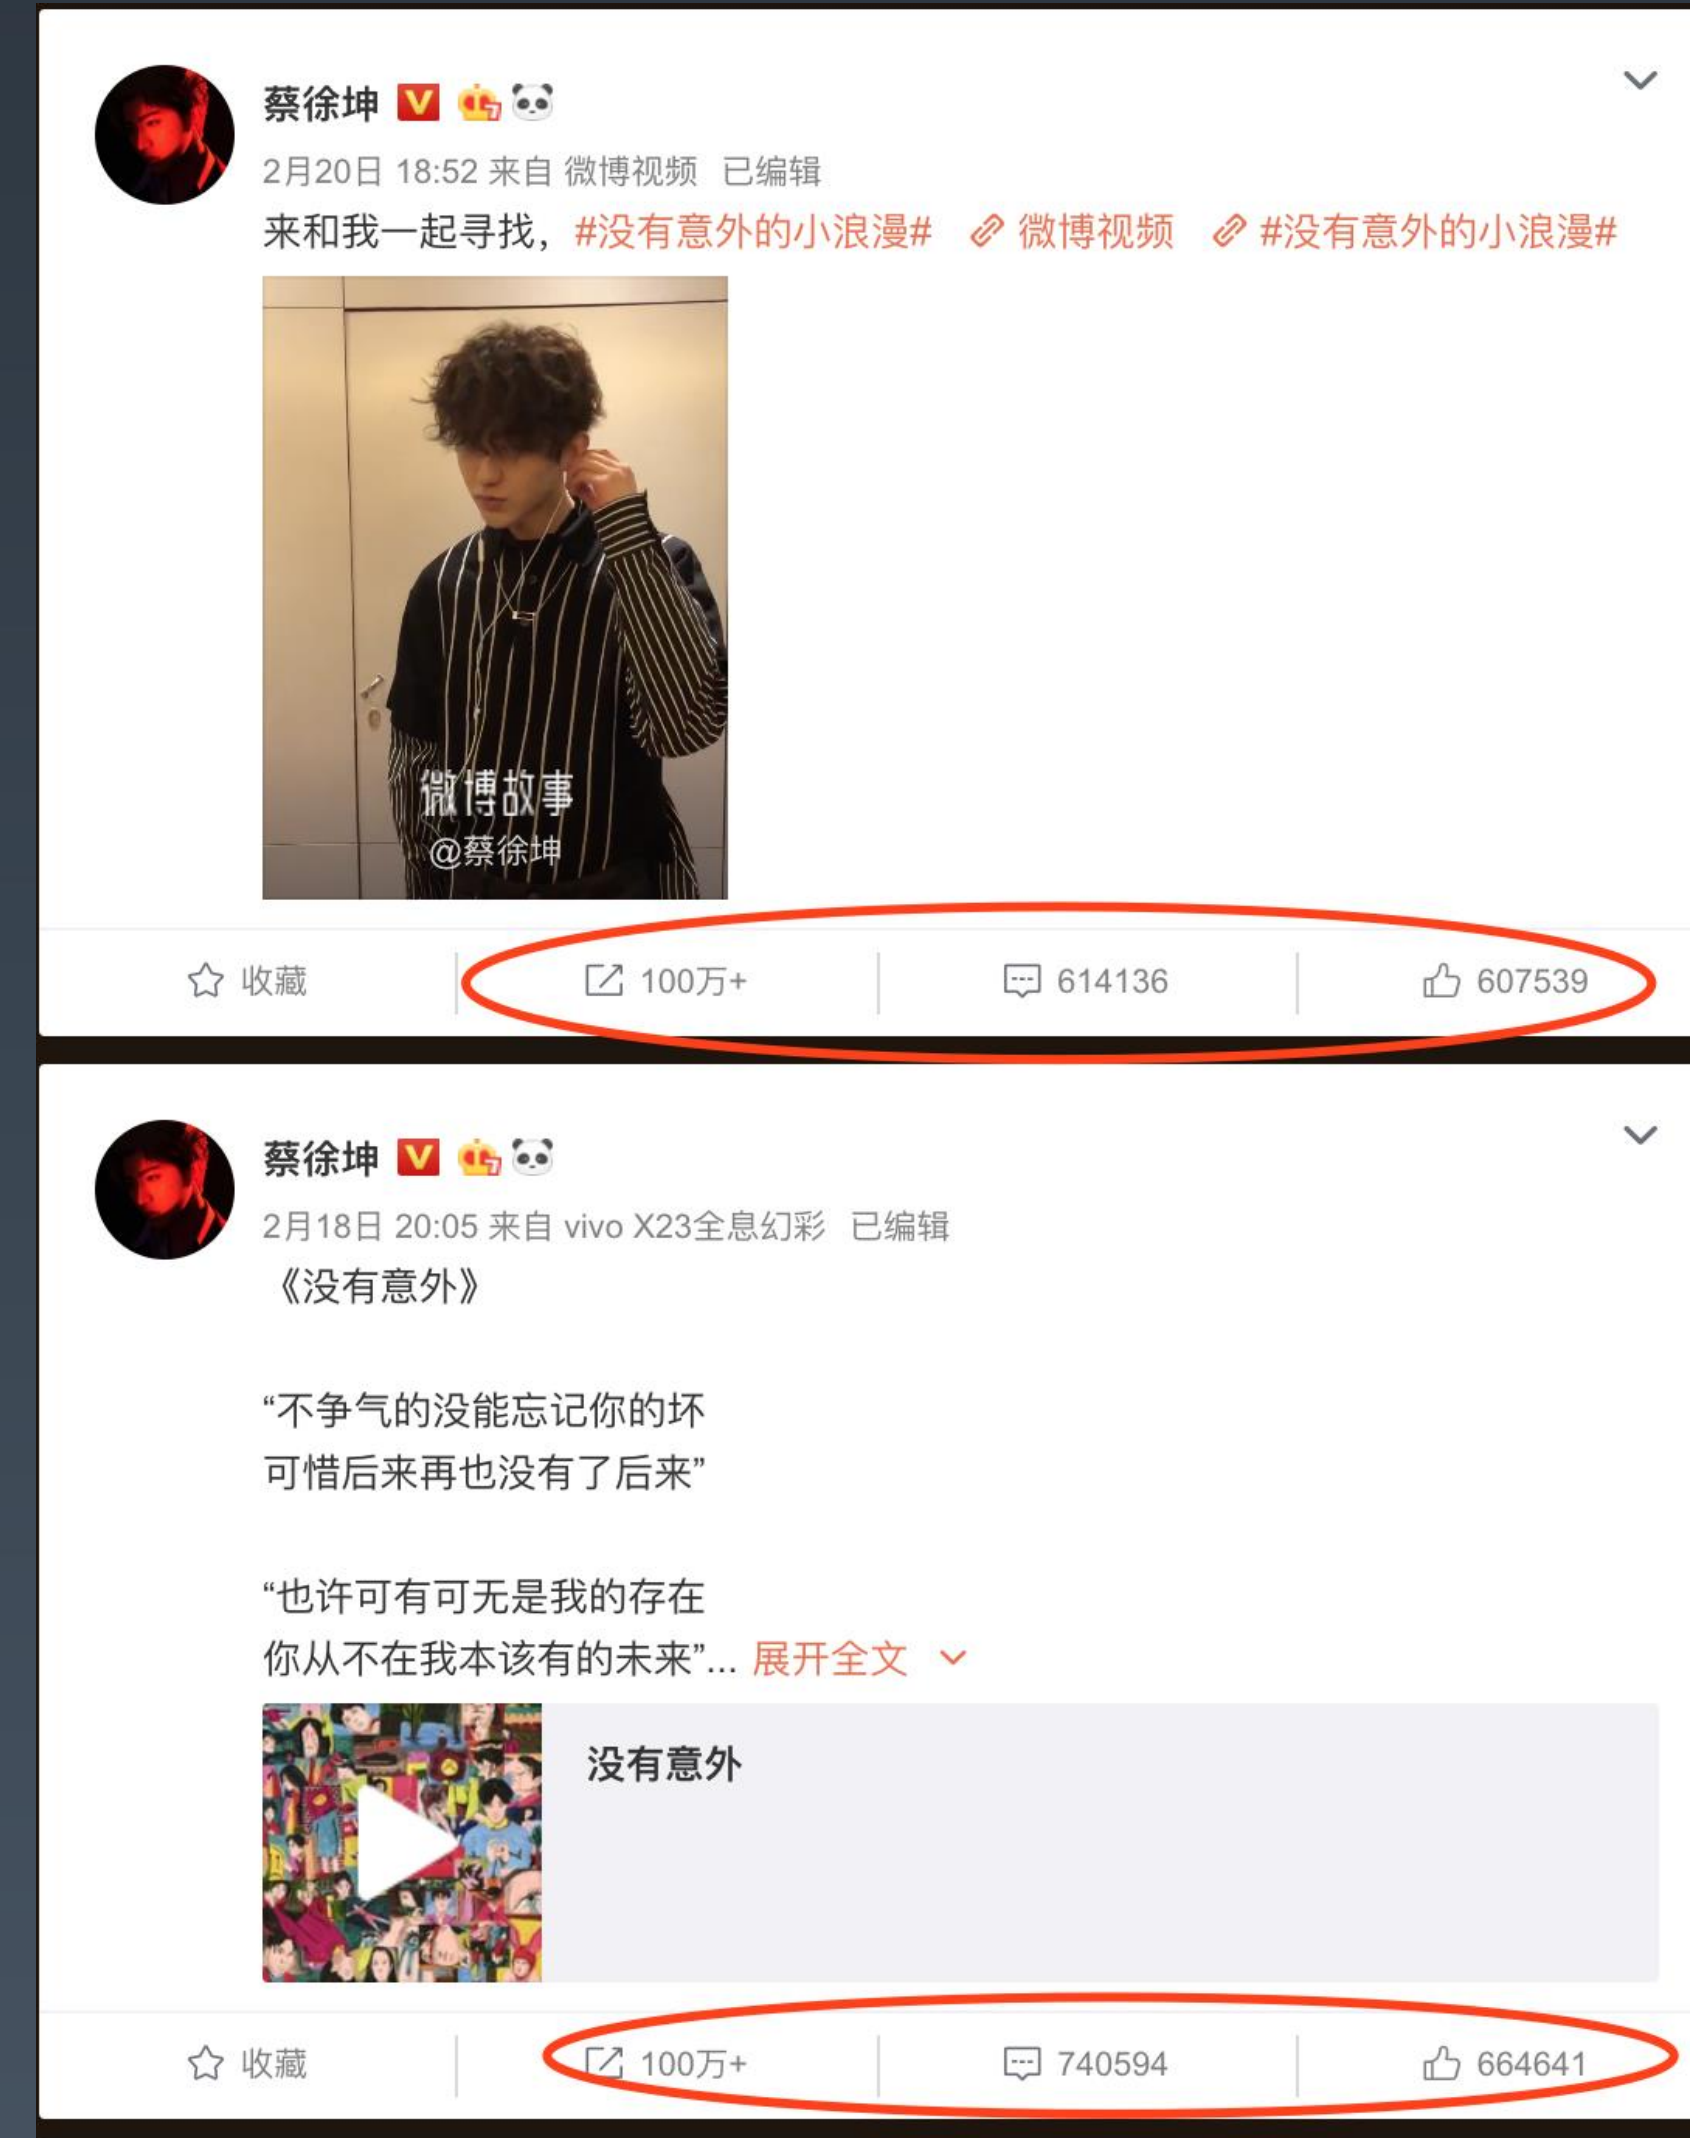 蔡徐坤
2月20日 18:52 来自 微博视频 已编辑
来和我一起寻找，#没有意外的小浪漫# 微博视频 #没有意外的小浪漫#
微博故事
@蔡徐坤
收藏 100万+ 614136 607539
蔡徐坤
2月18日 20:05 来自 vivo X23全息幻彩 已编辑
《没有意外》
“不争气的没能忘记你的坏
可惜后来再也没有了后来”
“也许可有可无是我的存在
你从不在我本该有的未来”... 展开全文
没有意外
收藏 100万+ 740594 664641